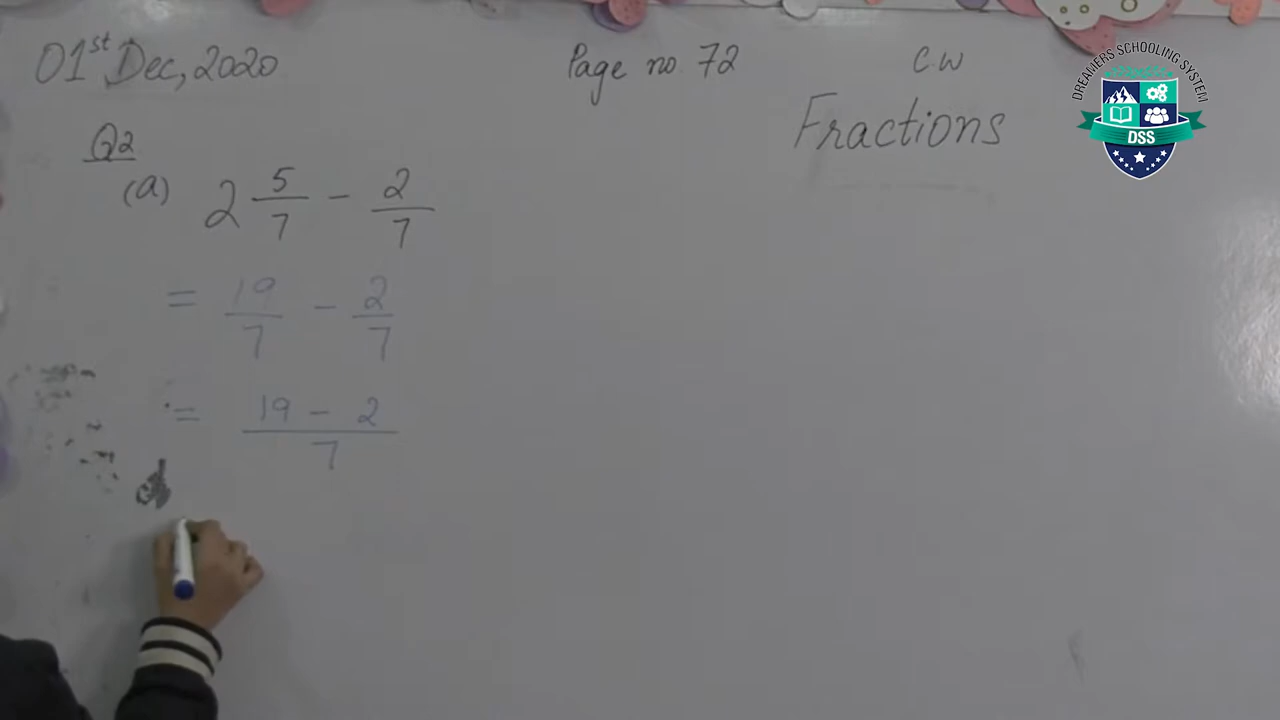 01st Dec, 2020 Page no. 72 C.W
Fractions
Q2
(a) 2 5/7 - 2/7
= 19/7 - 2/7
= 19 - 2 / 7
DREAMERS SCHOOLING SYSTEM
DSS